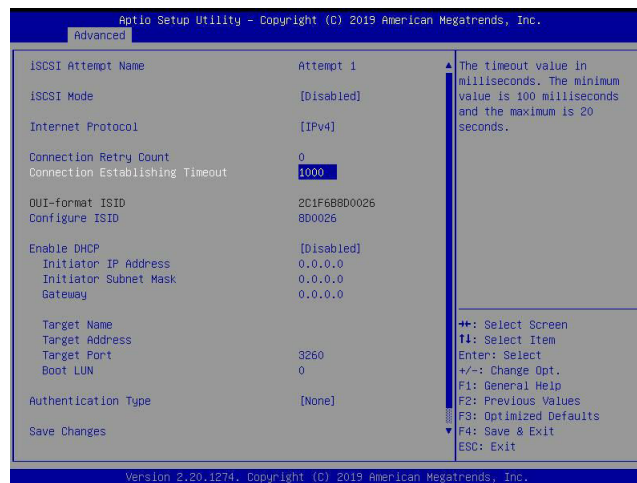 Aptio Setup Utility – Copyright (C) 2019 American Megatrends, Inc.
Advanced
iSCSI Attempt Name Attempt 1
iSCSI Mode [Disabled]
Internet Protocol [IPv4]
Connection Retry Count 0
Connection Establishing Timeout 1000
OUI-format ISID 2C1F6B8D0026
Configure ISID 8D0026
Enable DHCP [Disabled]
Initiator IP Address 0.0.0.0
Initiator Subnet Mask 0.0.0.0
Gateway 0.0.0.0
Target Name
Target Address
Target Port 3260
Boot LUN 0
Authentication Type [None]
Save Changes
The timeout value in
milliseconds. The minimum
value is 100 milliseconds
and the maximum is 20
seconds.
→←: Select Screen
↑↓: Select Item
Enter: Select
+/-: Change Opt.
F1: General Help
F2: Previous Values
F3: Optimized Defaults
F4: Save & Exit
ESC: Exit
Version 2.20.1274. Copyright (C) 2019 American Megatrends, Inc.